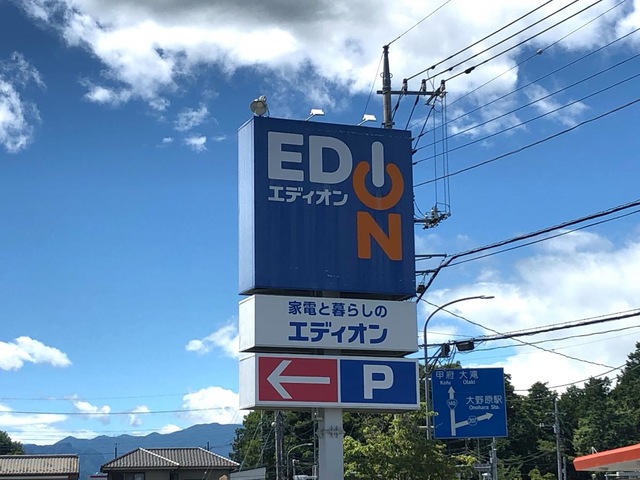 EDION
エディオン
家電と暮らしの
エディオン
P
甲府 大滝
Kofu Otaki
140
大野原駅
Onohara Sta.